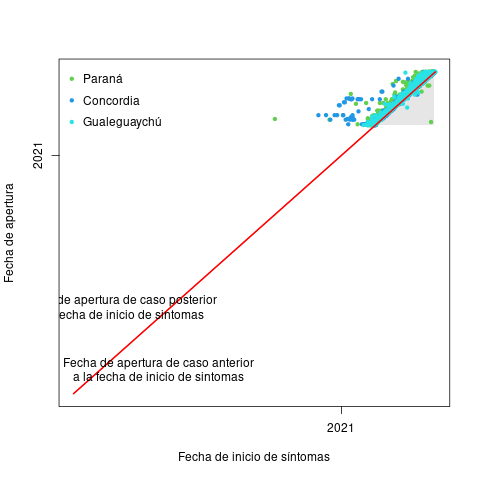 Paraná
Concordia
Gualeguaychú
2021
Fecha de apertura
de apertura de caso posterior
fecha de inicio de síntomas
Fecha de apertura de caso anterior
a la fecha de inicio de síntomas
2021
Fecha de inicio de síntomas